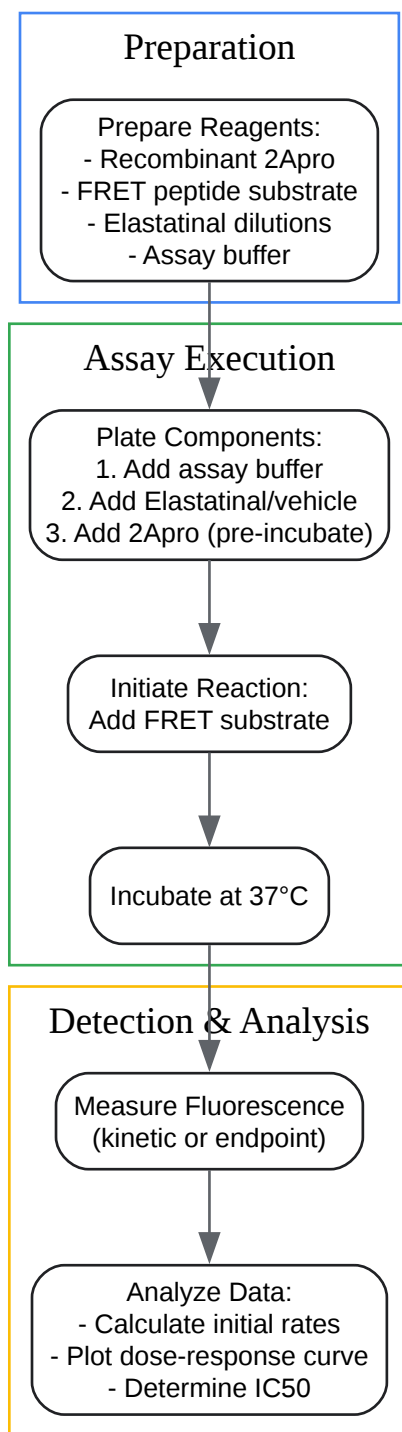 Preparation
Prepare Reagents:
- Recombinant 2Apro
- FRET peptide substrate
- Elastatinal dilutions
- Assay buffer
Assay Execution
Plate Components:
1. Add assay buffer
2. Add Elastatinal/vehicle
3. Add 2Apro (pre-incubate)
Initiate Reaction:
Add FRET substrate
Incubate at 37°C
Detection & Analysis
Measure Fluorescence
(kinetic or endpoint)
Analyze Data:
- Calculate initial rates
- Plot dose-response curve
- Determine IC50